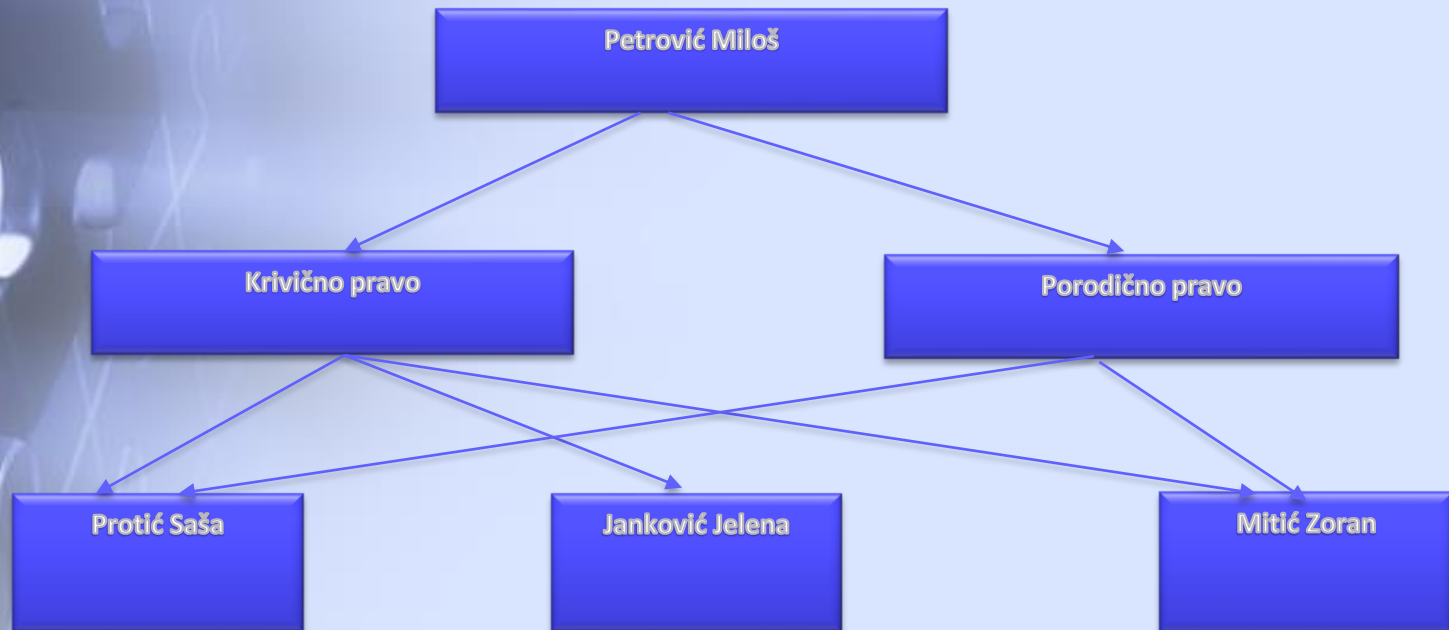 Petrović Miloš
Krivično pravo
Porodično pravo
Protić Saša
Janković Jelena
Mitić Zoran